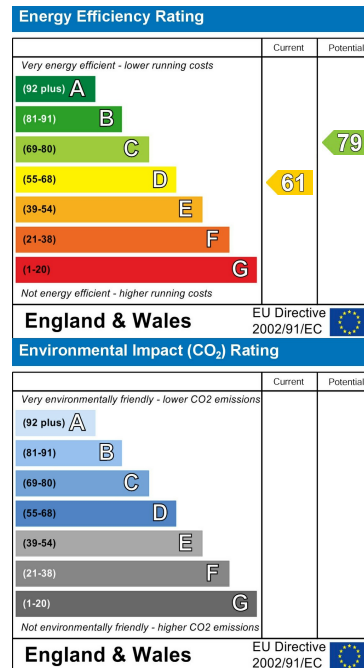 Energy Efficiency Rating
Current Potential
Very energy efficient - lower running costs
(92 plus) A
(81-91) B
(69-80) C
79
(55-68) D
61
(39-54) E
(21-38) F
(1-20) G
Not energy efficient - higher running costs
England & Wales
EU Directive
2002/91/EC
Environmental Impact (CO₂) Rating
Current Potential
Very environmentally friendly - lower CO2 emissions
(92 plus) A
(81-91) B
(69-80) C
(55-68) D
(39-54) E
(21-38) F
(1-20) G
Not environmentally friendly - higher CO2 emissions
England & Wales
EU Directive
2002/91/EC